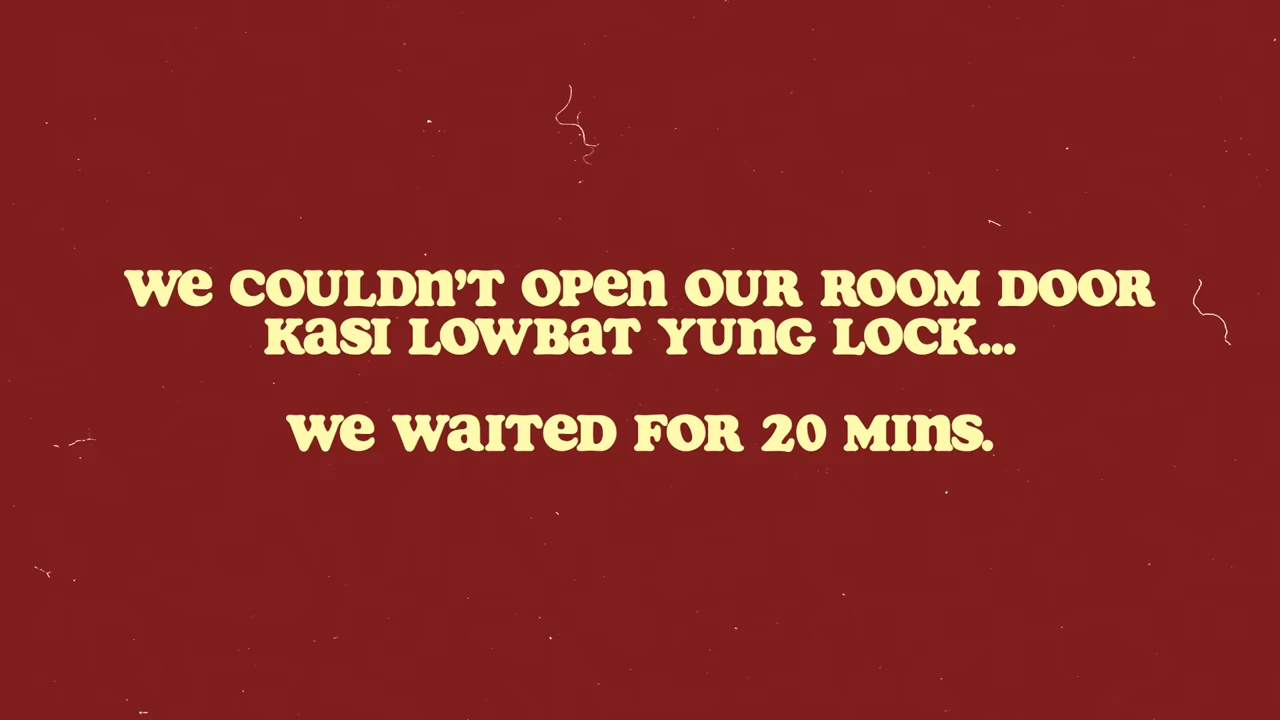 We COULDn'T OPen OUR ROOM DOOR
KaSI LOWBaT YUnG LOCK...
We WaITeD FOR 20 MIns.